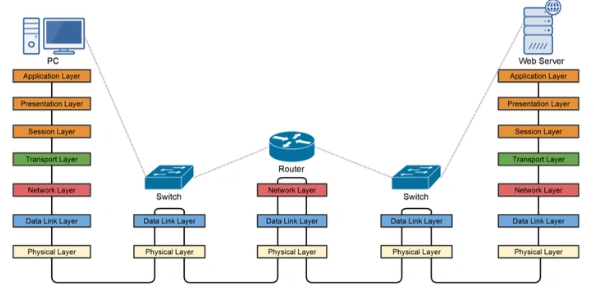 PC
Web Server
Application Layer
Application Layer
Presentation Layer
Presentation Layer
Session Layer
Session Layer
Router
Transport Layer
Transport Layer
Switch
Switch
Network Layer
Network Layer
Network Layer
Data Link Layer
Data Link Layer
Data Link Layer
Data Link Layer
Data Link Layer
Physical Layer
Physical Layer
Physical Layer
Physical Layer
Physical Layer